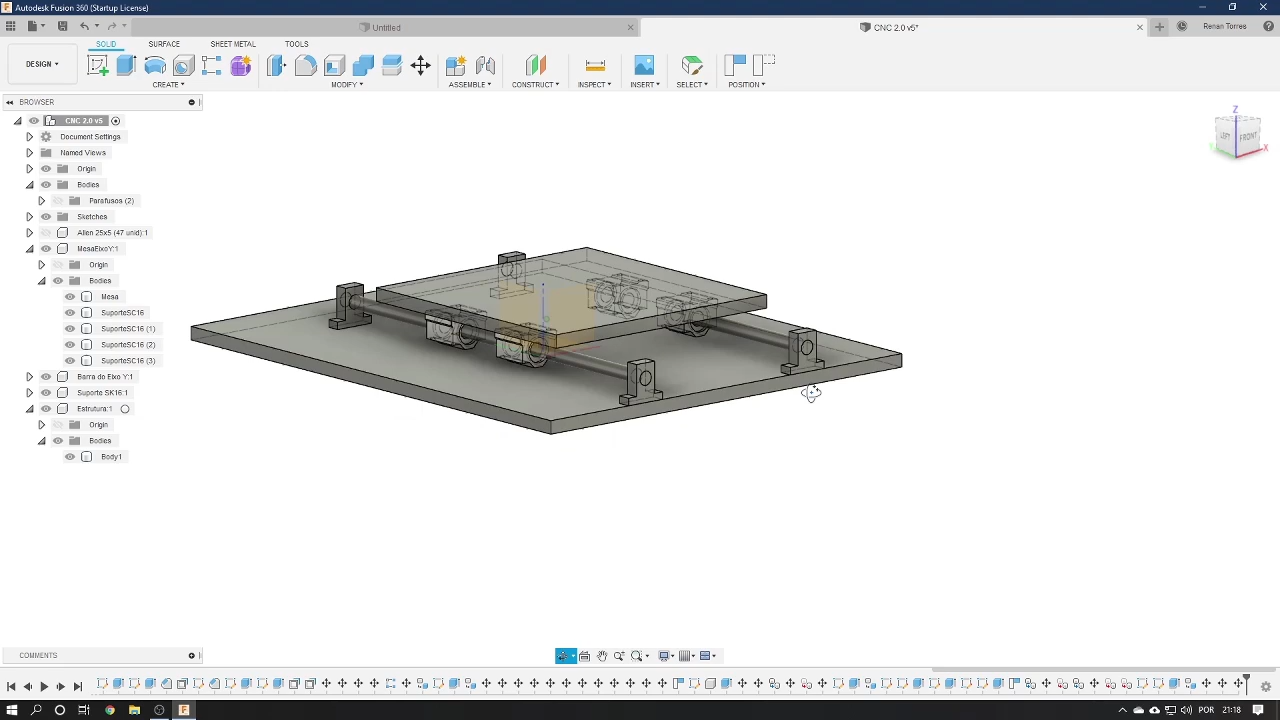 Autodesk Fusion 360 (Startup License)
Untitled
CNC 2.0 v5*
Renan Torres
DESIGN
SOLID
SURFACE
SHEET METAL
TOOLS
CREATE
MODIFY
ASSEMBLE
CONSTRUCT
INSPECT
INSERT
SELECT
POSITION
BROWSER
CNC 2.0 v5
Document Settings
Named Views
Origin
Bodies
Parafusos (2)
Sketches
Allen 25x5 (47 unid):1
MesaEixoY:1
Origin
Bodies
Mesa
SuporteSC16
SuporteSC16 (1)
SuporteSC16 (2)
SuporteSC16 (3)
Barra do Eixo Y:1
Suporte SK16:1
Estrutura:1
Origin
Bodies
Body1
Z
LEFT
FRONT
X
COMMENTS
POR
21:18